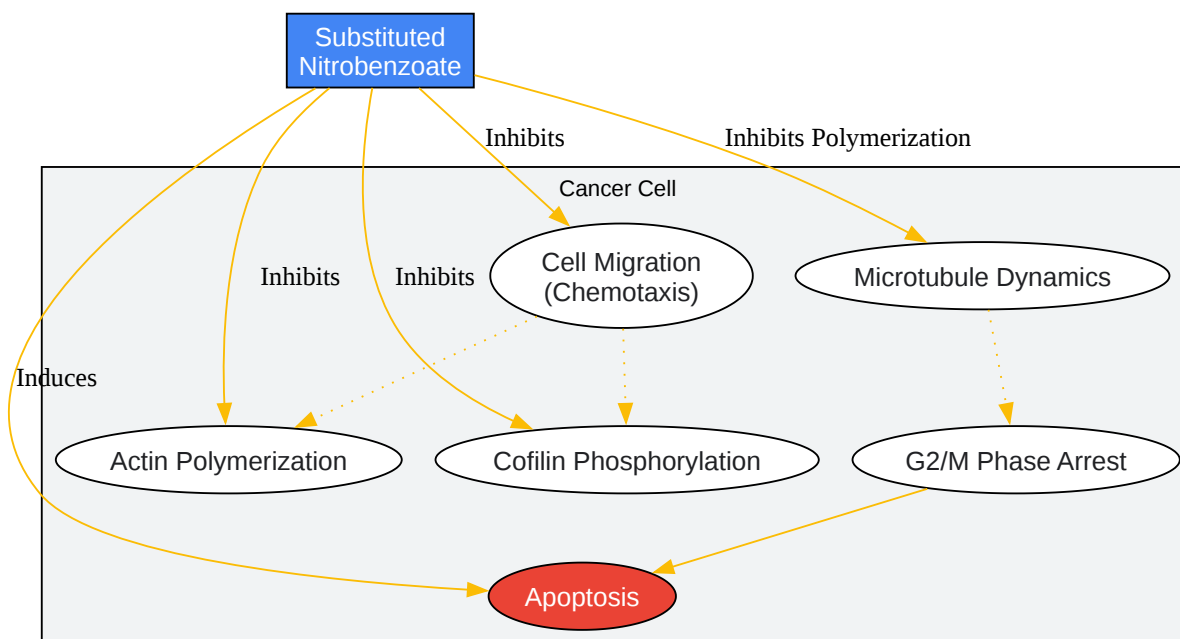 Substituted
Nitrobenzoate
Inhibits
Inhibits Polymerization
Cancer Cell
Cell Migration
(Chemotaxis)
Microtubule Dynamics
Inhibits
Inhibits
Induces
Actin Polymerization
Cofilin Phosphorylation
G2/M Phase Arrest
Apoptosis